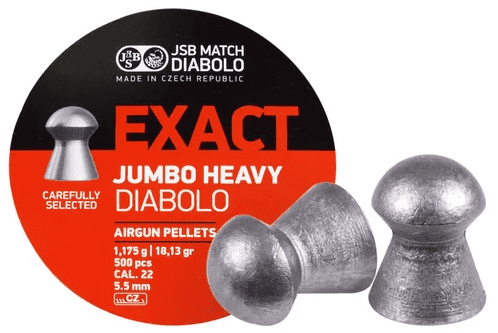 JSB
JSB MATCH
DIABOLO
MADE IN CZECH REPUBLIC
EXACT
JUMBO HEAVY
DIABOLO
CAREFULLY
SELECTED
AIRGUN PELLETS
1,175 g | 18,13 gr
500 pcs
CAL. 22
5.5 mm
CZ